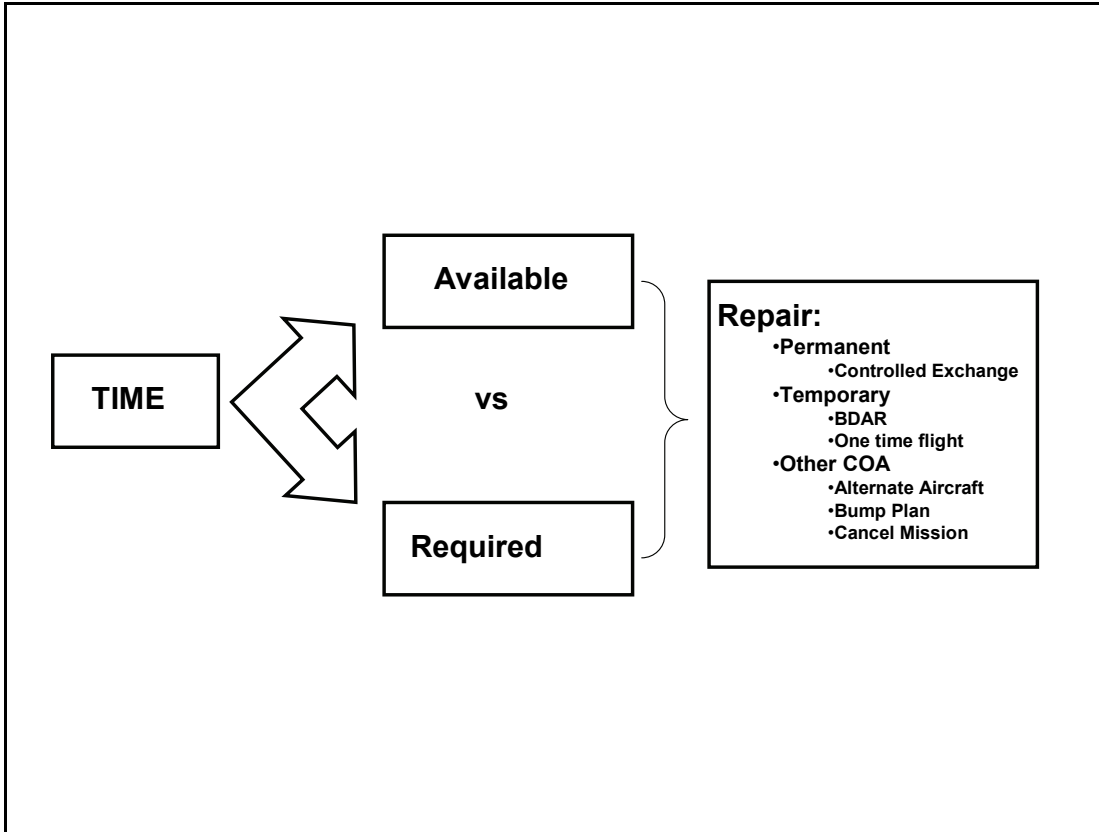 TIME
Available
vs
Required
Repair:
•Permanent
•Controlled Exchange
•Temporary
•BDAR
•One time flight
•Other COA
•Alternate Aircraft
•Bump Plan
•Cancel Mission